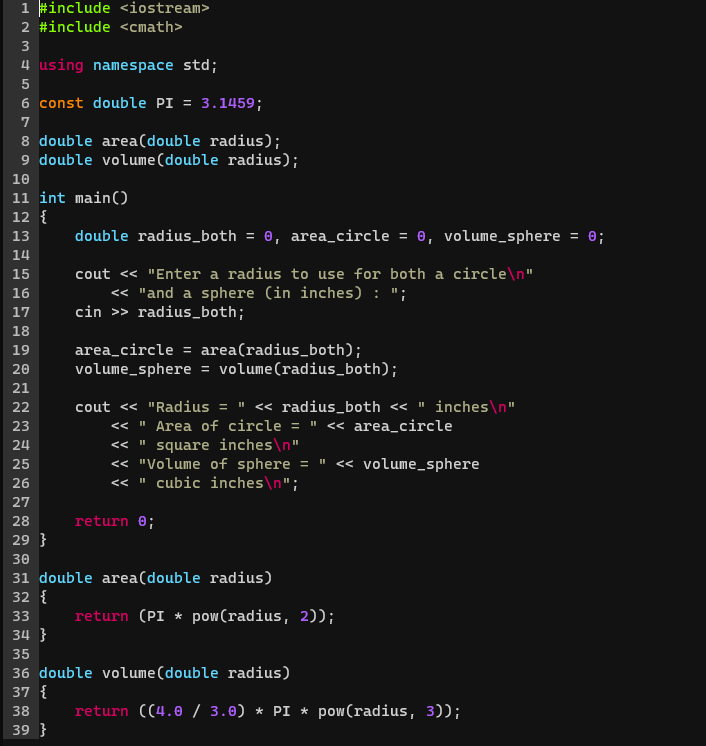 1 #include <iostream>
2 #include <cmath>
3
4 using namespace std;
5
6 const double PI = 3.1459;
7
8 double area(double radius);
9 double volume(double radius);
10
11 int main()
12 {
13     double radius_both = 0, area_circle = 0, volume_sphere = 0;
14
15     cout << "Enter a radius to use for both a circle\n"
16         << "and a sphere (in inches) : ";
17     cin >> radius_both;
18
19     area_circle = area(radius_both);
20     volume_sphere = volume(radius_both);
21
22     cout << "Radius = " << radius_both << " inches\n"
23         << " Area of circle = " << area_circle
24         << " square inches\n"
25         << "Volume of sphere = " << volume_sphere
26         << " cubic inches\n";
27
28     return 0;
29 }
30
31 double area(double radius)
32 {
33     return (PI * pow(radius, 2));
34 }
35
36 double volume(double radius)
37 {
38     return ((4.0 / 3.0) * PI * pow(radius, 3));
39 }